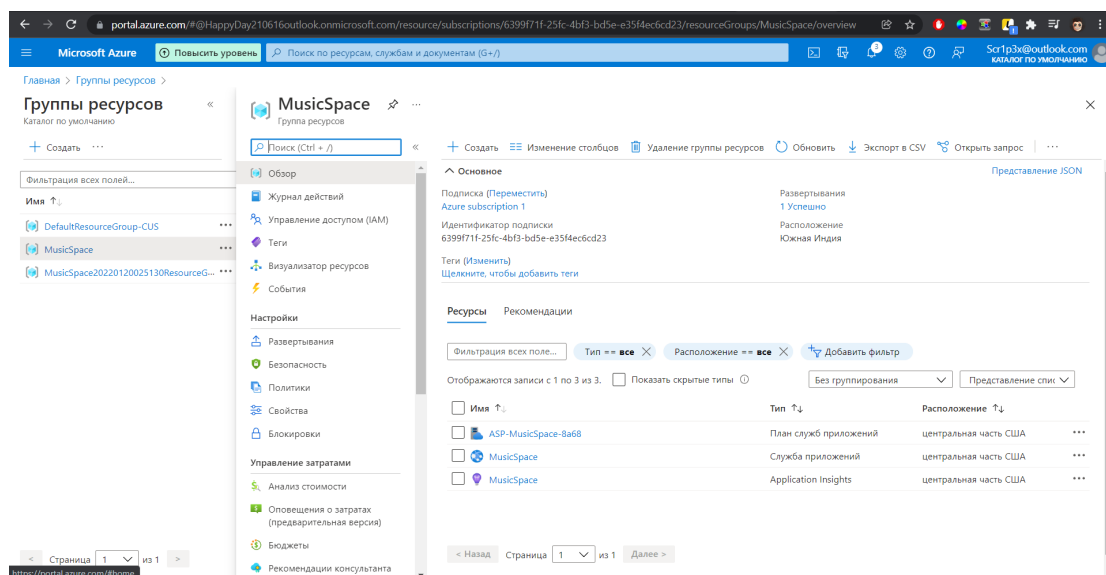 portal.azure.com/#@HappyDay210616outlook.onmicrosoft.com/resource/subscriptions/6399f71f-25fc-4bf3-bd5e-e35f4ec6cd23/resourceGroups/MusicSpace/overview
Microsoft Azure
Повысить уровень
Поиск по ресурсам, службам и документам (G+/)
3
Scr1p3x@outlook.com
КАТАЛОГ ПО УМОЛЧАНИЮ
Главная > Группы ресурсов >
Группы ресурсов «
Каталог по умолчанию
+ Создать ...
Фильтрация всех полей...
Имя ↑↓
DefaultResourceGroup-CUS ...
MusicSpace ...
MusicSpace20220120025130ResourceG... ...
< Страница 1 из 1 >
https://portal.azure.com/#home
MusicSpace ...
Группа ресурсов
Поиск (Ctrl + /) «
Обзор
Журнал действий
Управление доступом (IAM)
Теги
Визуализатор ресурсов
События
Настройки
Развертывания
Безопасность
Политики
Свойства
Блокировки
Управление затратами
Анализ стоимости
Оповещения о затратах
(предварительная версия)
Бюджеты
Рекомендации консультанта
+ Создать Изменение столбцов Удаление группы ресурсов Обновить Экспорт в CSV Открыть запрос ...
Основное
Представление JSON
Подписка (Переместить)
Azure subscription 1
Идентификатор подписки
6399f71f-25fc-4bf3-bd5e-e35f4ec6cd23
Теги (Изменить)
Щелкните, чтобы добавить теги
Развертывания
1 Успешно
Расположение
Южная Индия
Ресурсы Рекомендации
Фильтрация всех поле... Тип == все Расположение == все Добавить фильтр
Отображаются записи с 1 по 3 из 3. Показать скрытые типы Без группирования Представление спис
Имя ↑↓ Тип ↑↓ Расположение ↑↓
ASP-MusicSpace-8a68 План служб приложений центральная часть США ...
MusicSpace Служба приложений центральная часть США ...
MusicSpace Application Insights центральная часть США ...
< Назад Страница 1 из 1 Далее >